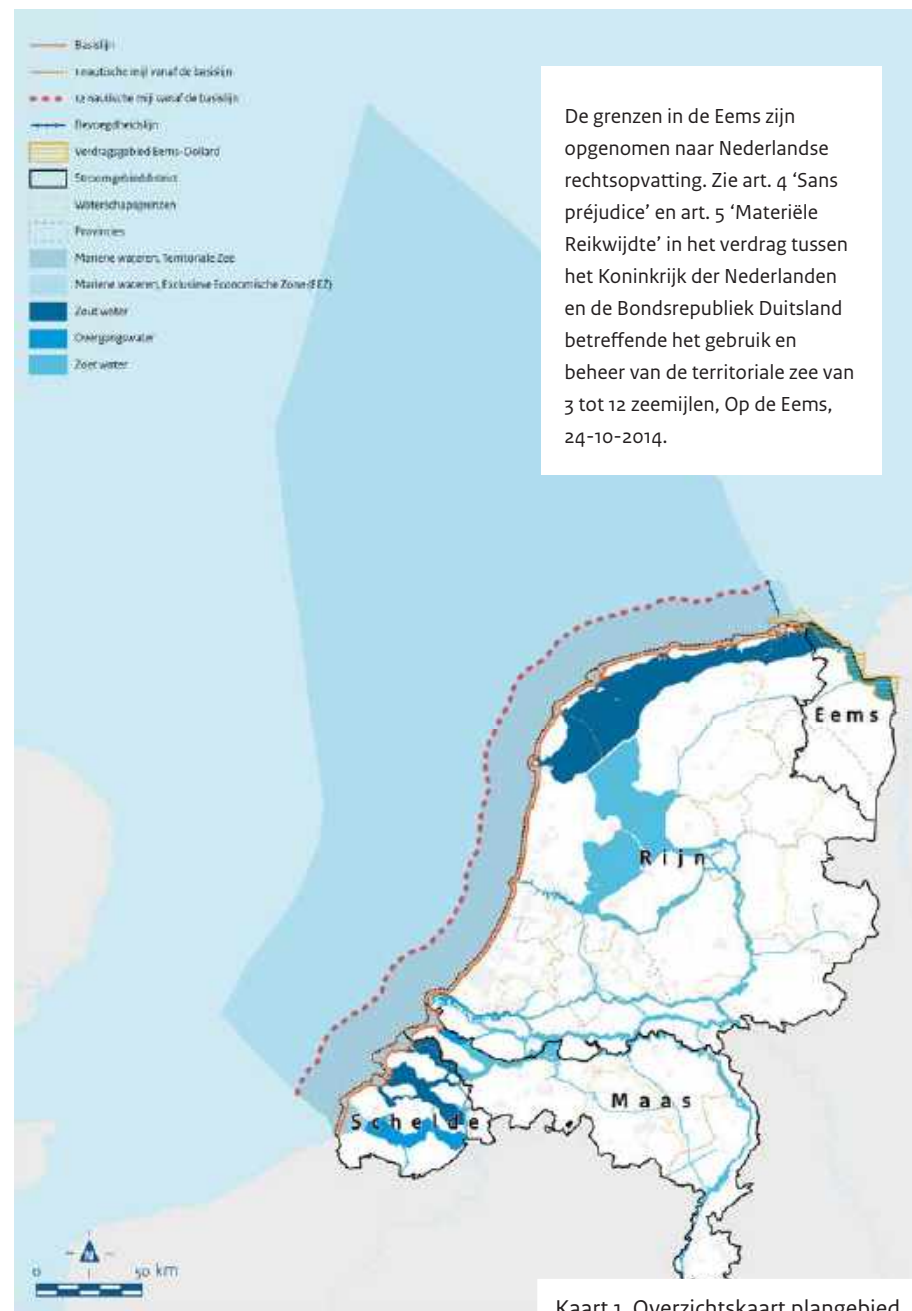 Basislijn
1 nautische mijl vanaf de basislijn
12 nautische mijl vanaf de basislijn
Bevoegdheidslijn
Verdragsgebied Eems-Dollard
Stroomgebieddistrict
Waterschapsgrenzen
Provincies
Mariene wateren, Territoriale Zee
Mariene wateren, Exclusieve Economische Zone (EEZ)
Zout water
Overgangswater
Zoet water
De grenzen in de Eems zijn
opgenomen naar Nederlandse
rechtsopvatting. Zie art. 4 ‘Sans
préjudice’ en art. 5 ‘Materiële
Reikwijdte’ in het verdrag tussen
het Koninkrijk der Nederlanden
en de Bondsrepubliek Duitsland
betreffende het gebruik en
beheer van de territoriale zee van
3 tot 12 zeemijlen, Op de Eems,
24-10-2014.
Eems
Rijn
Maas
Schelde
N
0 50 km
Kaart 1. Overzichtskaart plangebied